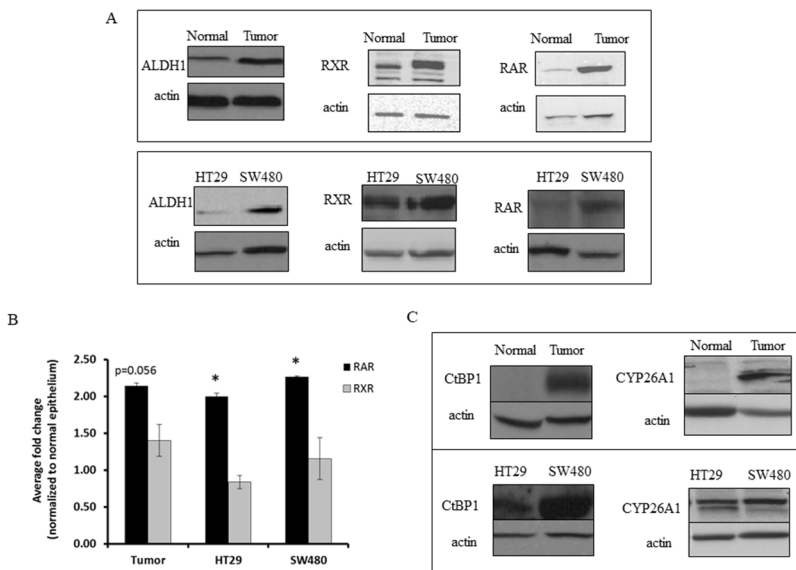 A
Normal Tumor
ALDH1
actin
Normal Tumor
RXR
actin
Normal Tumor
RAR
actin
HT29 SW480
ALDH1
actin
HT29 SW480
RXR
actin
HT29 SW480
RAR
actin
B
Average fold change
(normalized to normal epithelium)
2.50
2.00
1.50
1.00
0.50
0.00
p=0.056
*
*
RAR
RXR
Tumor HT29 SW480
C
Normal Tumor
CtBP1
actin
Normal Tumor
CYP26A1
actin
HT29 SW480
CtBP1
actin
HT29 SW480
CYP26A1
actin